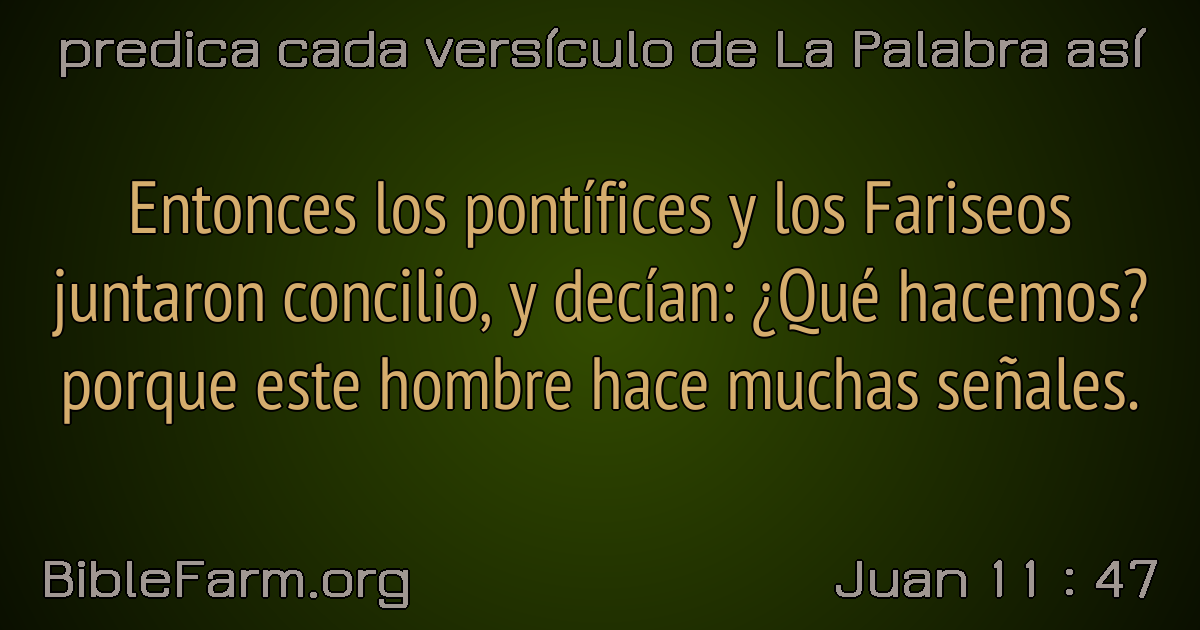 predica cada versículo de La Palabra así
Entonces los pontífices y los Fariseos
juntaron concilio, y decían: ¿Qué hacemos?
porque este hombre hace muchas señales.
BibleFarm.org
Juan 11 : 47